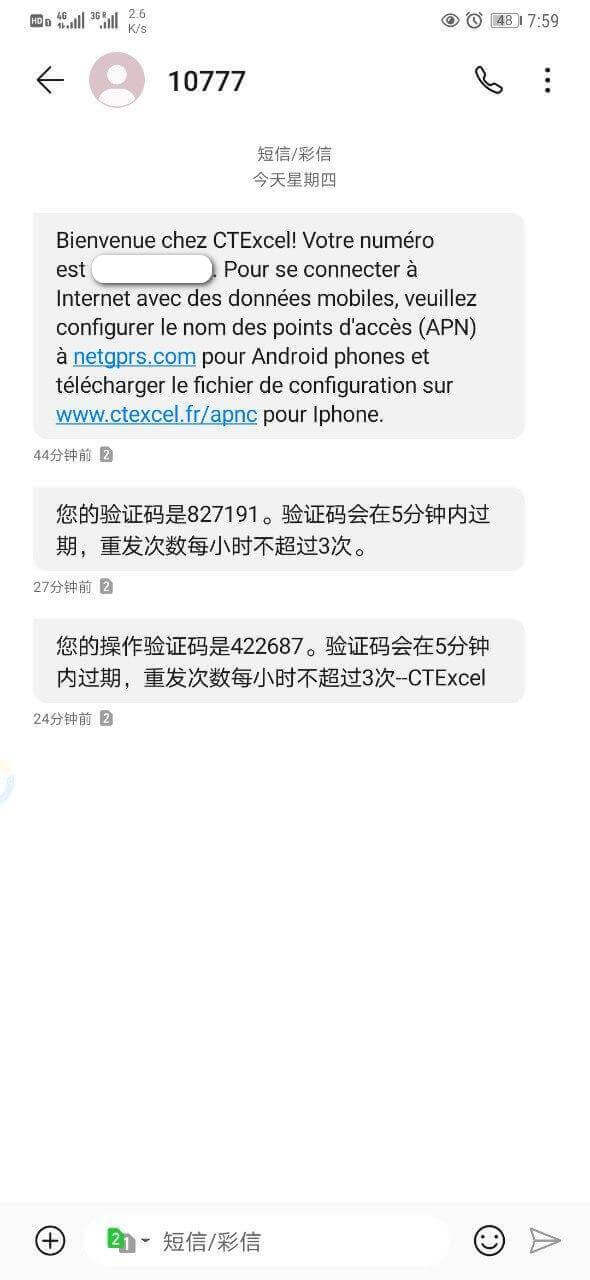 HD 4G 3G R 2.6 K/s 48 7:59
10777
短信/彩信
今天星期四
Bienvenue chez CTExcel! Votre numéro
est . Pour se connecter à
Internet avec des données mobiles, veuillez
configurer le nom des points d'accès (APN)
à netgprs.com pour Android phones et
télécharger le fichier de configuration sur
www.ctexcel.fr/apnc pour Iphone.
44分钟前 2
您的验证码是827191。验证码会在5分钟内过
期，重发次数每小时不超过3次。
27分钟前 2
您的操作验证码是422687。验证码会在5分钟
内过期，重发次数每小时不超过3次--CTExcel
24分钟前 2
2 1 短信/彩信